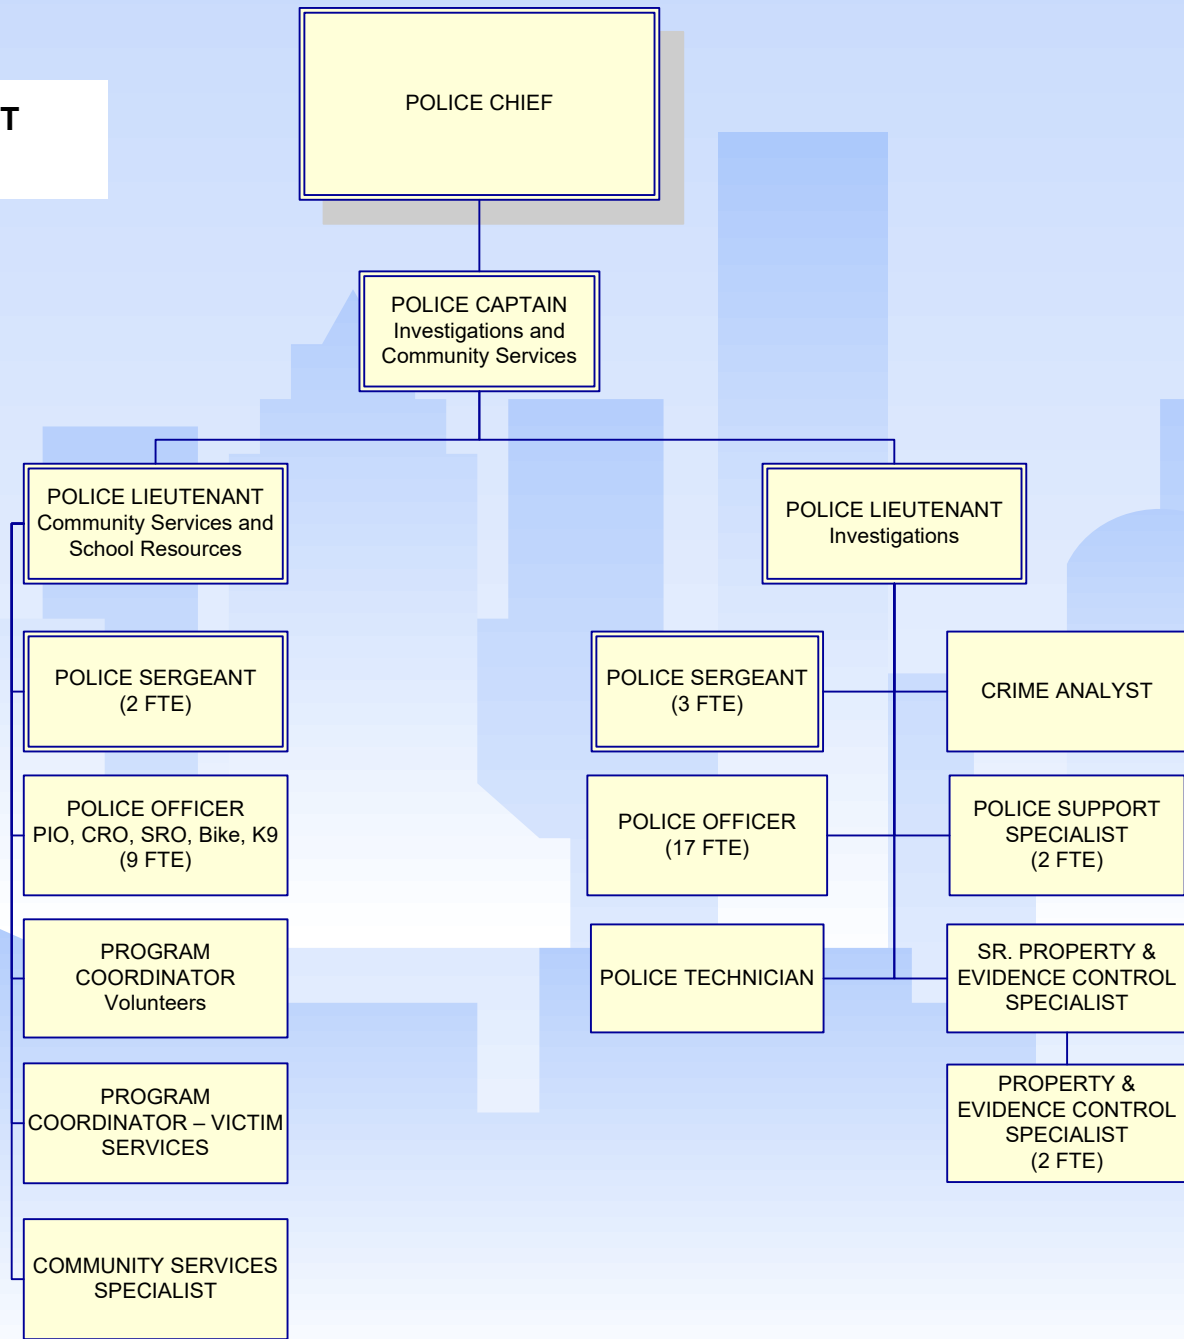 T
POLICE CHIEF
POLICE CAPTAIN
Investigations and
Community Services
POLICE LIEUTENANT
Community Services and
School Resources
POLICE LIEUTENANT
Investigations
POLICE SERGEANT
(2 FTE)
POLICE SERGEANT
(3 FTE)
CRIME ANALYST
POLICE OFFICER
PIO, CRO, SRO, Bike, K9
(9 FTE)
POLICE OFFICER
(17 FTE)
POLICE SUPPORT
SPECIALIST
(2 FTE)
PROGRAM
COORDINATOR
Volunteers
POLICE TECHNICIAN
SR. PROPERTY &
EVIDENCE CONTROL
SPECIALIST
PROGRAM
COORDINATOR – VICTIM
SERVICES
PROPERTY &
EVIDENCE CONTROL
SPECIALIST
(2 FTE)
COMMUNITY SERVICES
SPECIALIST